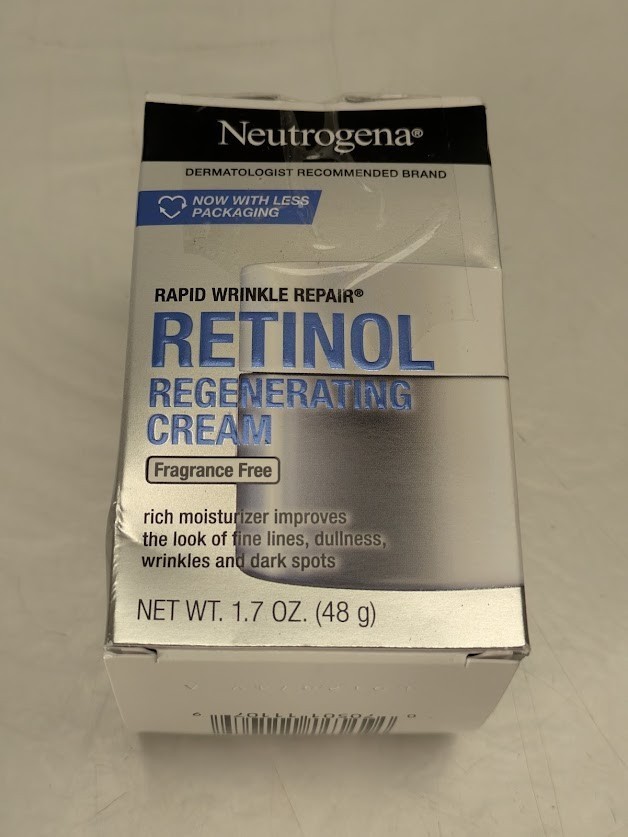 Neutrogena®
DERMATOLOGIST RECOMMENDED BRAND
NOW WITH LESS
PACKAGING
RAPID WRINKLE REPAIR®
RETINOL
REGENERATING
CREAM
Fragrance Free
rich moisturizer improves
the look of fine lines, dullness,
wrinkles and dark spots
NET WT. 1.7 OZ. (48 g)